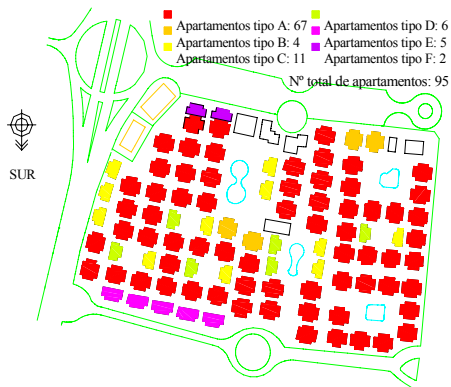 Apartamentos tipo A: 67
Apartamentos tipo D: 6
Apartamentos tipo B: 4
Apartamentos tipo E: 5
Apartamentos tipo C: 11
Apartamentos tipo F: 2
Nº total de apartamentos: 95
SUR